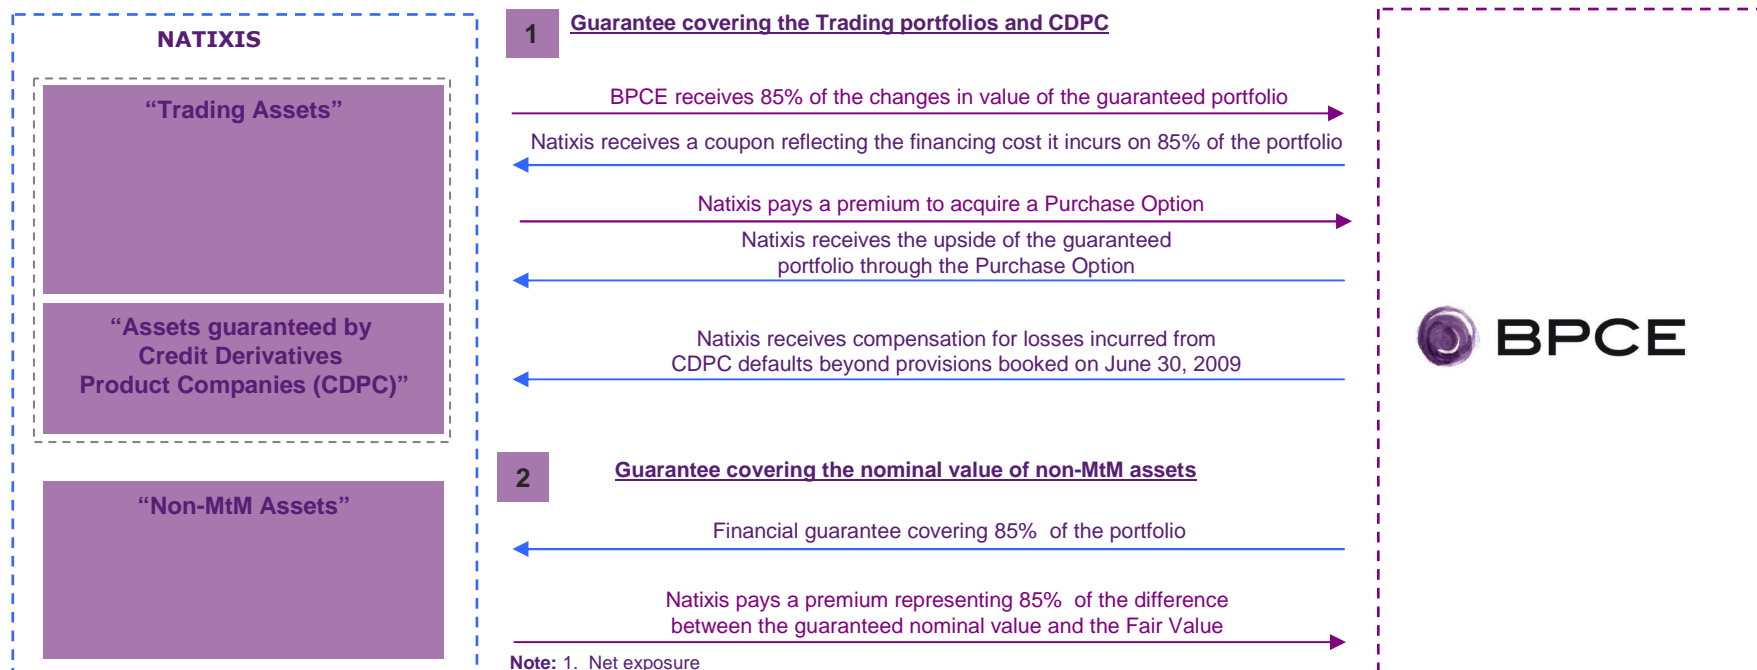 NATIXIS
“Trading Assets”
“Assets guaranteed by
Credit Derivatives
Product Companies (CDPC)”
“Non-MtM Assets”
1
Guarantee covering the Trading portfolios and CDPC
BPCE receives 85% of the changes in value of the guaranteed portfolio
Natixis receives a coupon reflecting the financing cost it incurs on 85% of the portfolio
Natixis pays a premium to acquire a Purchase Option
Natixis receives the upside of the guaranteed
portfolio through the Purchase Option
Natixis receives compensation for losses incurred from
CDPC defaults beyond provisions booked on June 30, 2009
2
Guarantee covering the nominal value of non-MtM assets
Financial guarantee covering 85% of the portfolio
Natixis pays a premium representing 85% of the difference
between the guaranteed nominal value and the Fair Value
Note: 1. Net exposure
BPCE